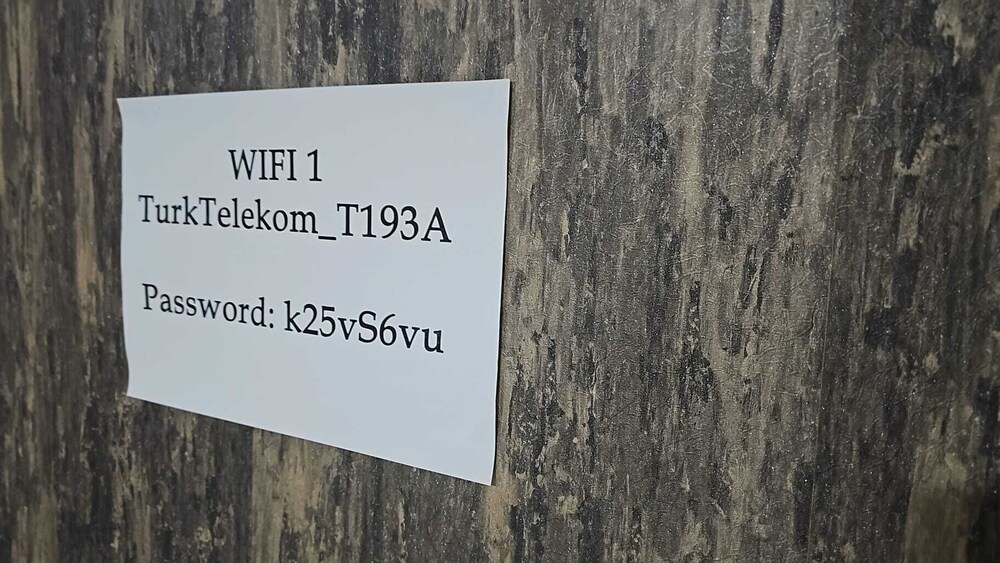 WIFI 1
TurkTelekom_T193A
Password: k25vS6vu